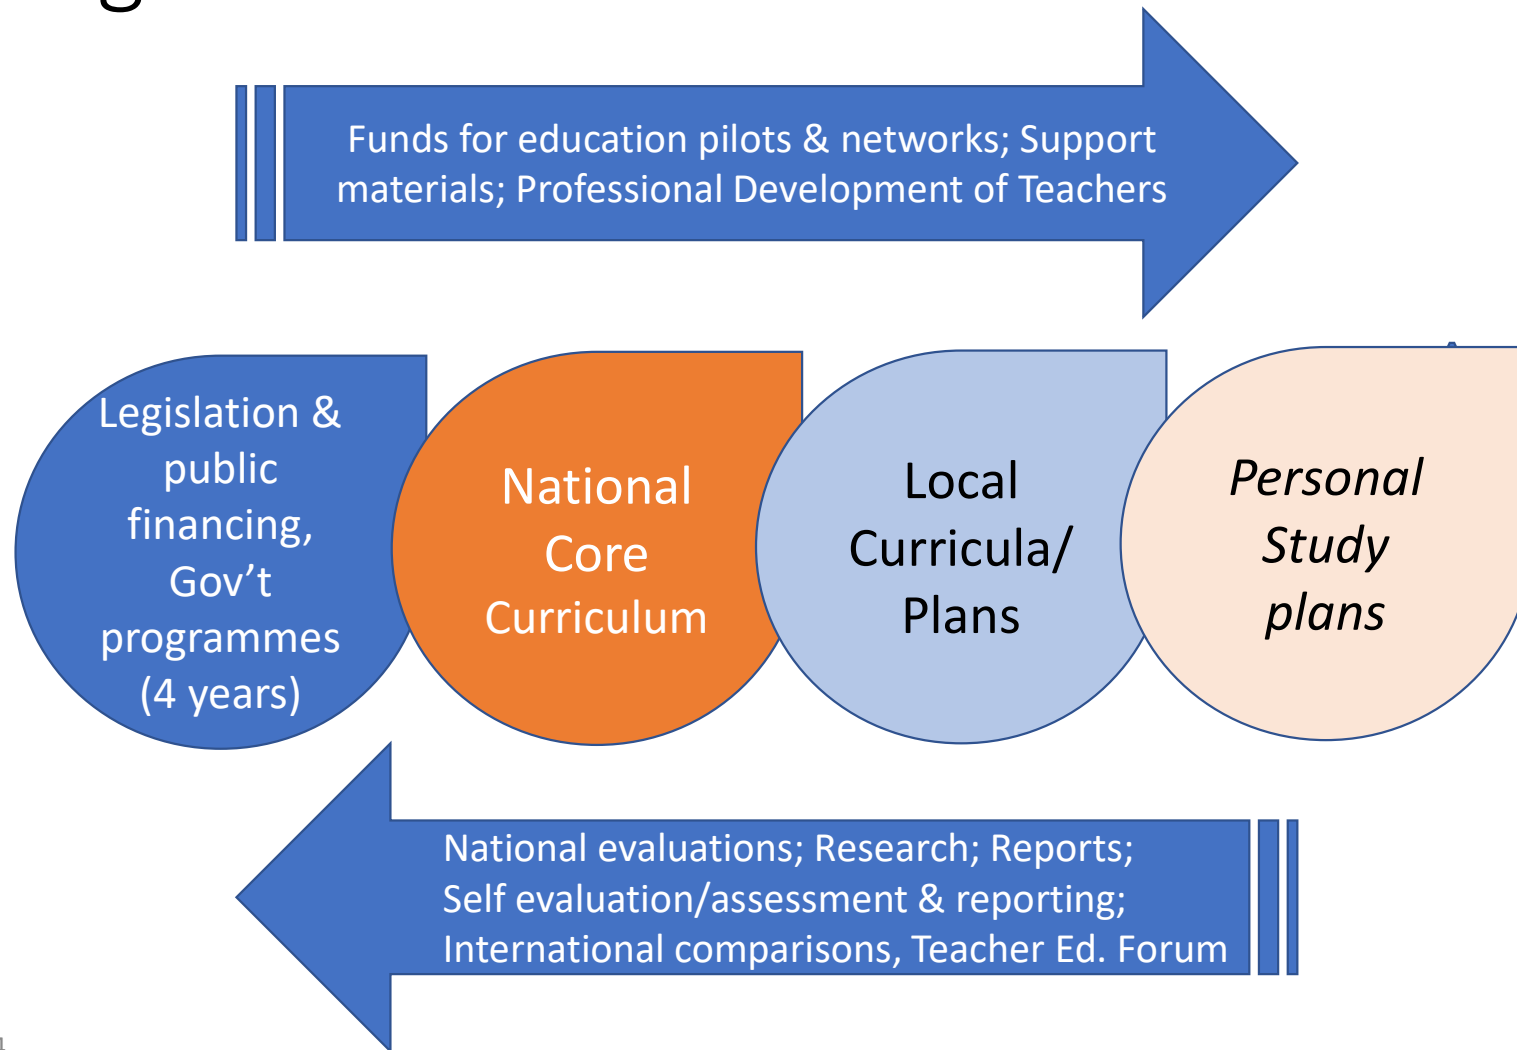 g
Funds for education pilots & networks; Support
materials; Professional Development of Teachers
Legislation &
public
financing,
Gov’t
programmes
(4 years)
National
Core
Curriculum
Local
Curricula/
Plans
Personal
Study
plans
National evaluations; Research; Reports;
Self evaluation/assessment & reporting;
International comparisons, Teacher Ed. Forum